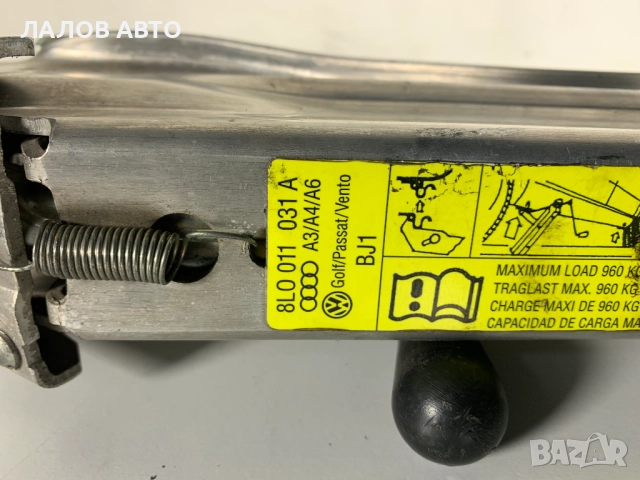 ЛАЛОВ АВТО
8L0 011 031 A
A3/A4/A6
Golf/Passat/Vento
BJ1
MAXIMUM LOAD 960 KG
TRAGLAST MAX. 960 KG
CHARGE MAXI DE 960 KG
CAPACIDAD DE CARGA MA
bazar